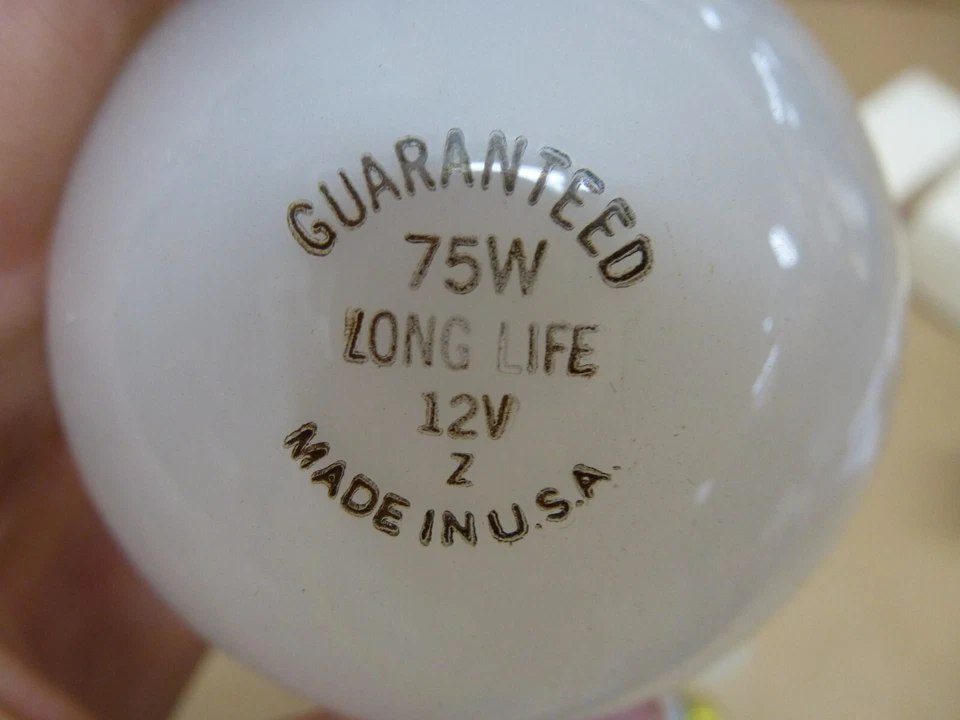 GUARANTEED
75W
LONG LIFE
12V
Z
MADE IN U.S.A.